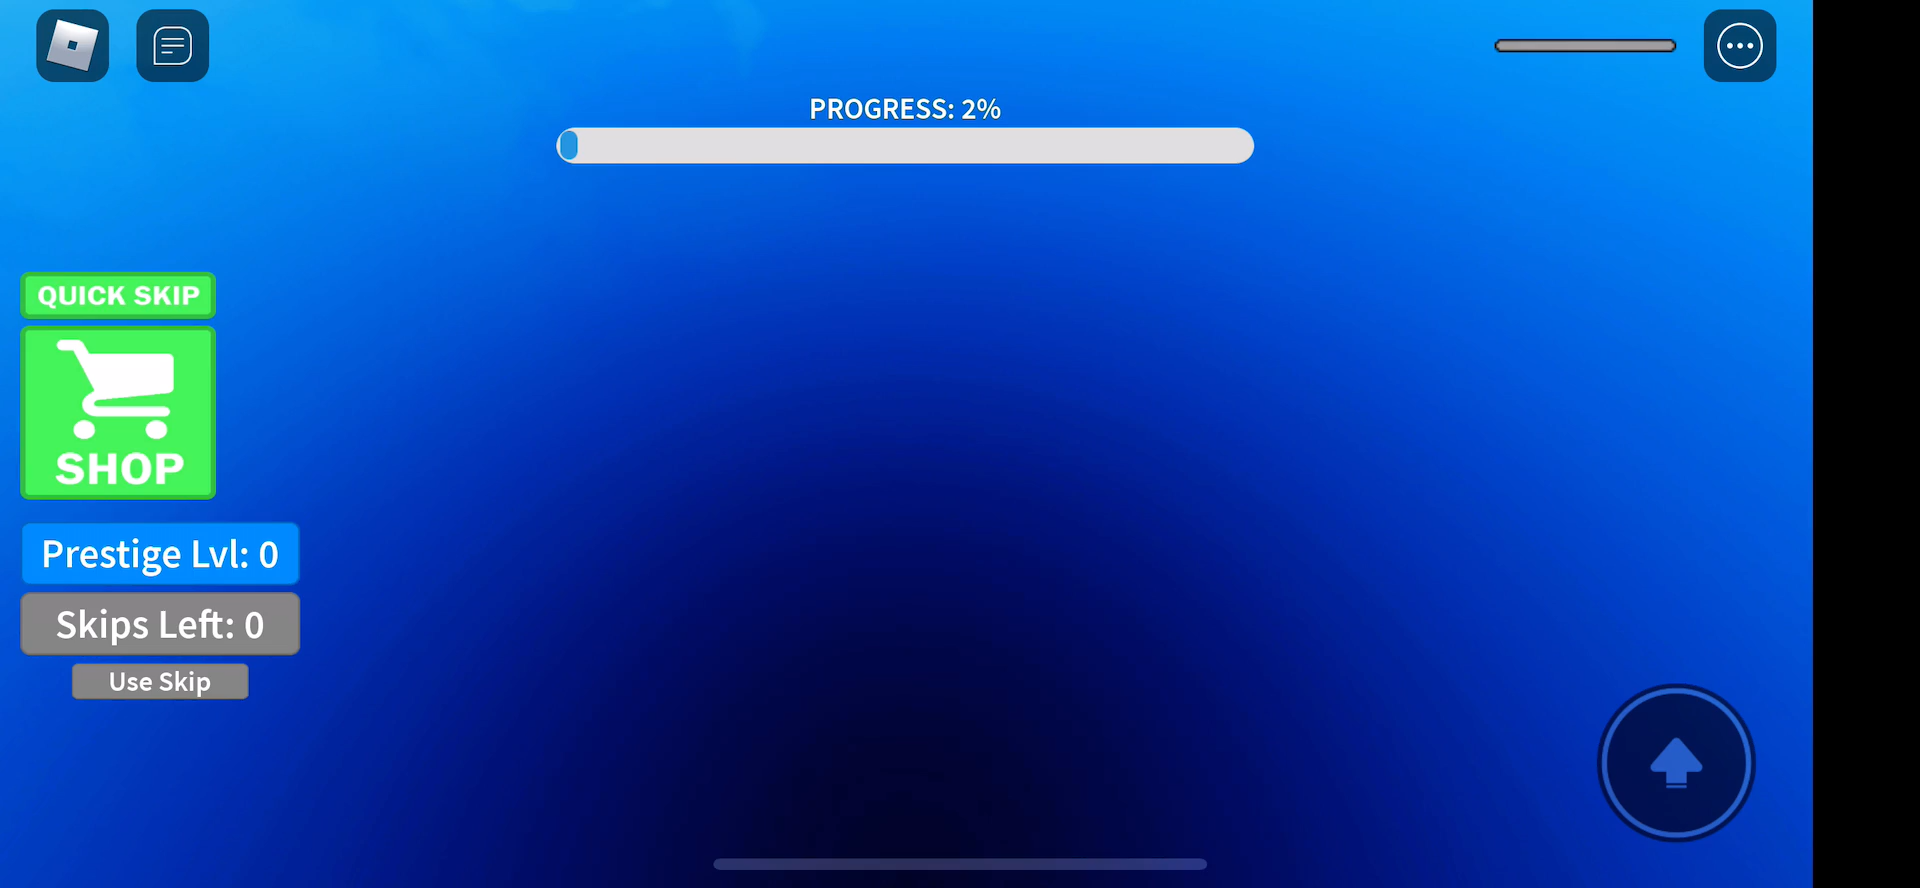 PROGRESS: 2%
QUICK SKIP
SHOP
Prestige Lvl: 0
Skips Left: 0
Use Skip